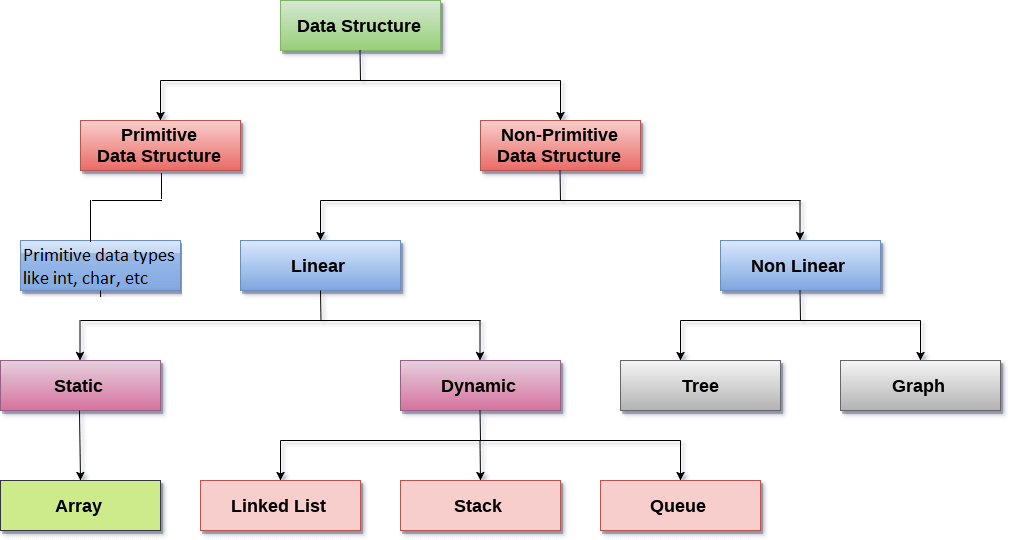 Data Structure
Primitive
Data Structure
Non-Primitive
Data Structure
Primitive data types
like int, char, etc
Linear
Non Linear
Static
Dynamic
Tree
Graph
Array
Linked List
Stack
Queue